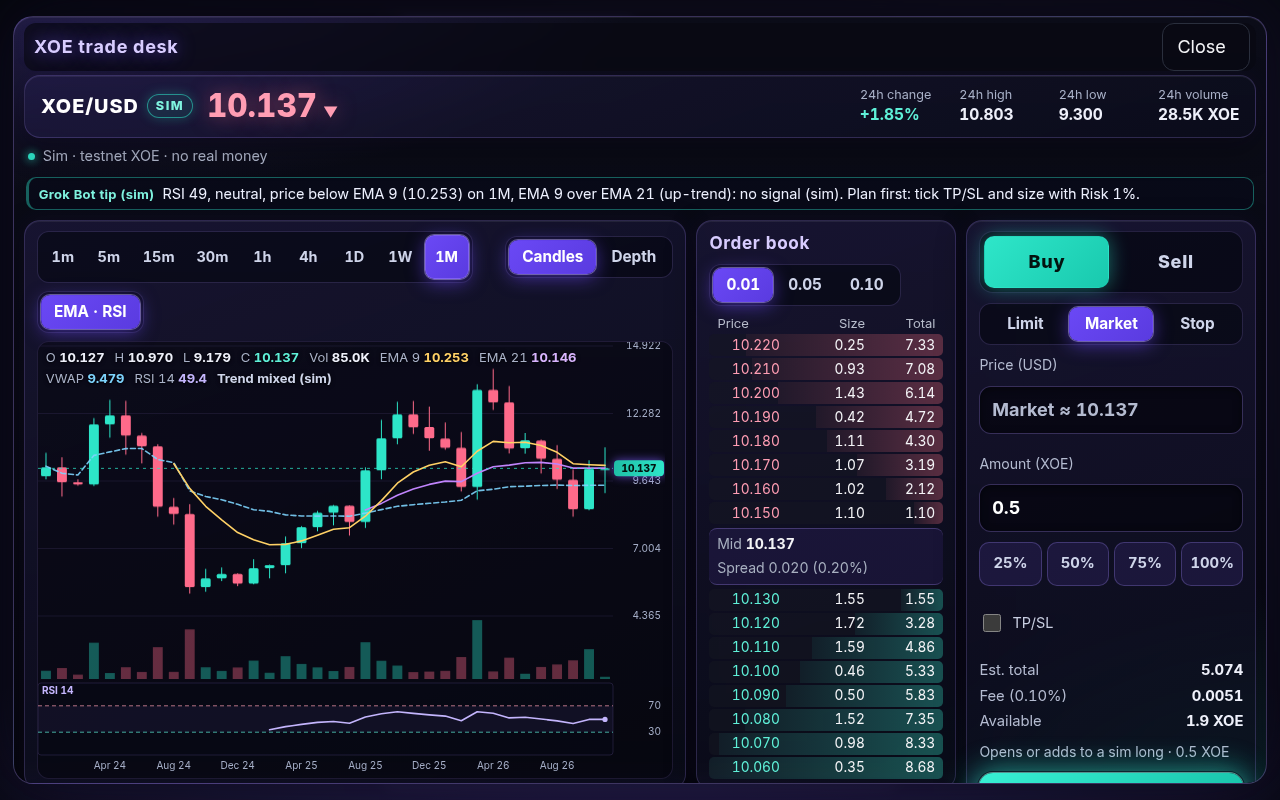 XOE trade desk
Close
XOE/USD SIM 10.137 ▼
24h change 24h high 24h low 24h volume
+1.85% 10.803 9.300 28.5K XOE
Sim · testnet XOE · no real money
Grok Bot tip (sim) RSI 49, neutral, price below EMA 9 (10.253) on 1M, EMA 9 over EMA 21 (up-trend): no signal (sim). Plan first: tick TP/SL and size with Risk 1%.
1m 5m 15m 30m 1h 4h 1D 1W 1M
Candles Depth
EMA · RSI
O 10.127 H 10.970 L 9.179 C 10.137 Vol 85.0K EMA 9 10.253 EMA 21 10.146
VWAP 9.479 RSI 14 49.4 Trend mixed (sim)
14.922
12.282
10.137
9.643
7.004
4.365
RSI 14
70
30
Apr 24 Aug 24 Dec 24 Apr 25 Aug 25 Dec 25 Apr 26 Aug 26
Order book
0.01 0.05 0.10
Price Size Total
10.220 0.25 7.33
10.210 0.93 7.08
10.200 1.43 6.14
10.190 0.42 4.72
10.180 1.11 4.30
10.170 1.07 3.19
10.160 1.02 2.12
10.150 1.10 1.10
Mid 10.137
Spread 0.020 (0.20%)
10.130 1.55 1.55
10.120 1.72 3.28
10.110 1.59 4.86
10.100 0.46 5.33
10.090 0.50 5.83
10.080 1.52 7.35
10.070 0.98 8.33
10.060 0.35 8.68
Buy Sell
Limit Market Stop
Price (USD)
Market ≈ 10.137
Amount (XOE)
0.5
25% 50% 75% 100%
TP/SL
Est. total 5.074
Fee (0.10%) 0.0051
Available 1.9 XOE
Opens or adds to a sim long · 0.5 XOE